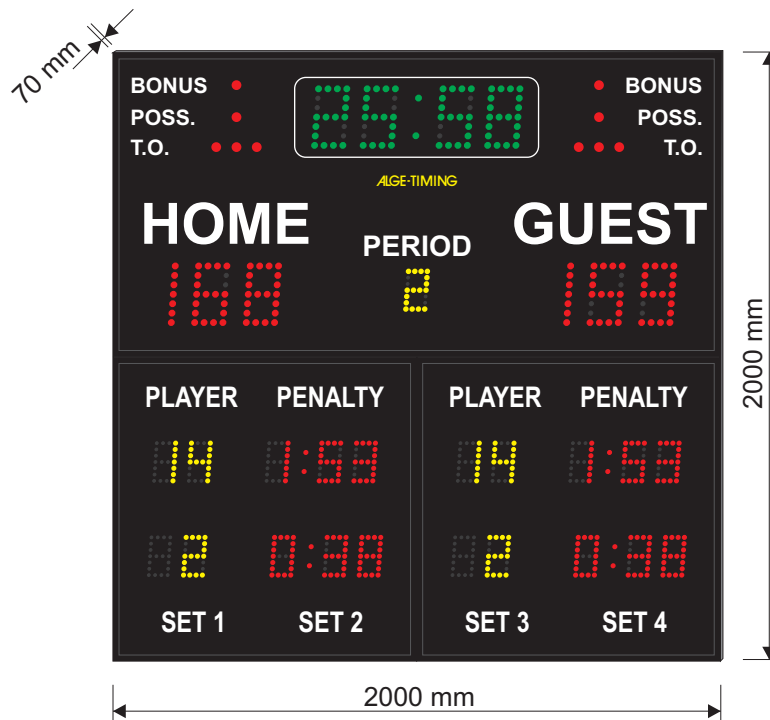 70 mm
BONUS 25:58 BONUS
POSS. POSS.
T.O. T.O.
ALGE-TIMING
HOME GUEST
PERIOD
168 2 159
2000 mm
PLAYER PENALTY PLAYER PENALTY
14 1:53 14 1:53
2 0:38 2 0:38
SET 1 SET 2 SET 3 SET 4
2000 mm